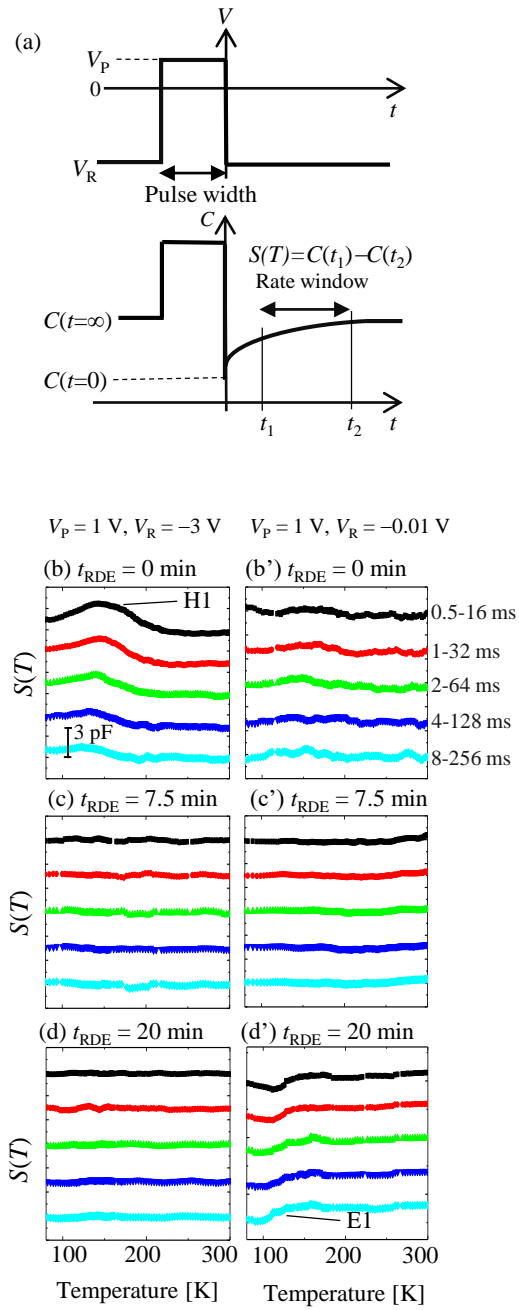 (a)
V
V_P
0
t
V_R
Pulse width
C
S(T)=C(t_1)−C(t_2)
Rate window
C(t=∞)
C(t=0)
t_1
t_2
t
V_P = 1 V, V_R = −3 V
V_P = 1 V, V_R = −0.01 V
(b) t_RDE = 0 min
(b’) t_RDE = 0 min
H1
S(T)
3 pF
0.5-16 ms
1-32 ms
2-64 ms
4-128 ms
8-256 ms
(c) t_RDE = 7.5 min
(c’) t_RDE = 7.5 min
S(T)
(d) t_RDE = 20 min
(d’) t_RDE = 20 min
S(T)
E1
100 200 300
100 200 300
Temperature [K]
Temperature [K]